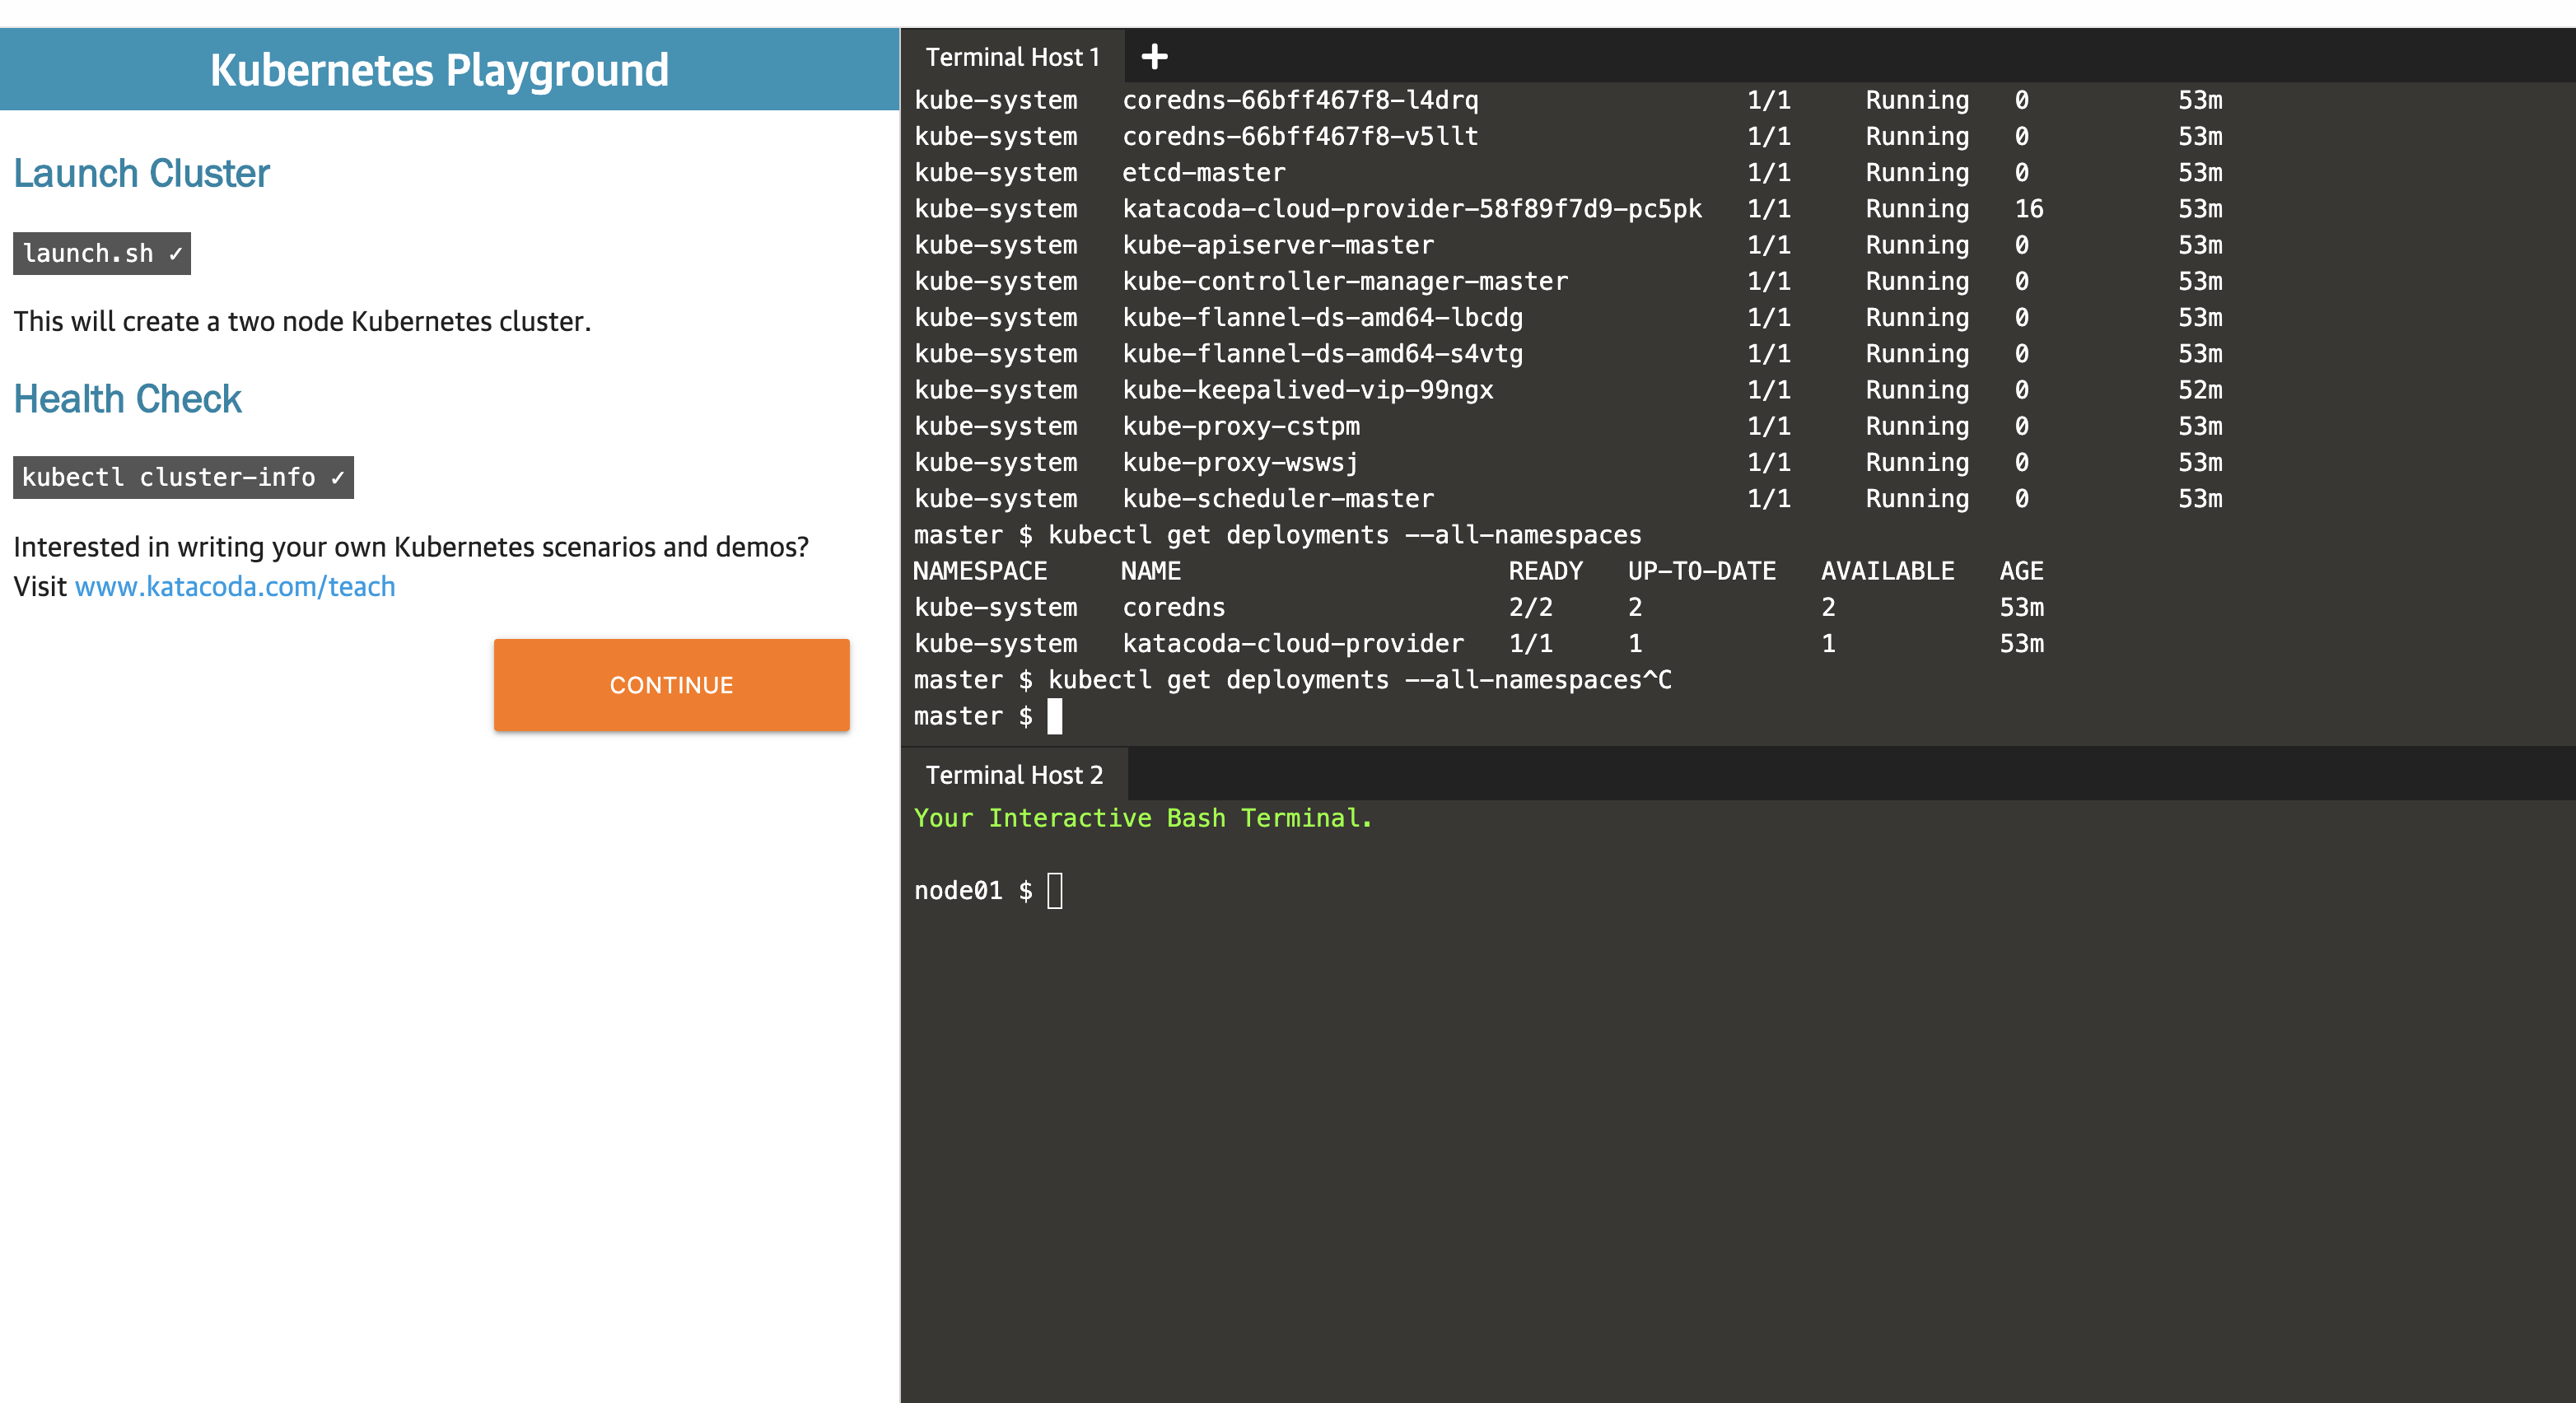 Kubernetes Playground
Launch Cluster
launch.sh ✓
This will create a two node Kubernetes cluster.
Health Check
kubectl cluster-info ✓
Interested in writing your own Kubernetes scenarios and demos?
Visit www.katacoda.com/teach
CONTINUE
Terminal Host 1 +
kube-system coredns-66bff467f8-l4drq 1/1 Running 0 53m
kube-system coredns-66bff467f8-v5llt 1/1 Running 0 53m
kube-system etcd-master 1/1 Running 0 53m
kube-system katacoda-cloud-provider-58f89f7d9-pc5pk 1/1 Running 16 53m
kube-system kube-apiserver-master 1/1 Running 0 53m
kube-system kube-controller-manager-master 1/1 Running 0 53m
kube-system kube-flannel-ds-amd64-lbcdg 1/1 Running 0 53m
kube-system kube-flannel-ds-amd64-s4vtg 1/1 Running 0 53m
kube-system kube-keepalived-vip-99ngx 1/1 Running 0 52m
kube-system kube-proxy-cstpm 1/1 Running 0 53m
kube-system kube-proxy-wswsj 1/1 Running 0 53m
kube-system kube-scheduler-master 1/1 Running 0 53m
master $ kubectl get deployments --all-namespaces
NAMESPACE NAME READY UP-TO-DATE AVAILABLE AGE
kube-system coredns 2/2 2 2 53m
kube-system katacoda-cloud-provider 1/1 1 1 53m
master $ kubectl get deployments --all-namespaces^C
master $
Terminal Host 2
Your Interactive Bash Terminal.
node01 $